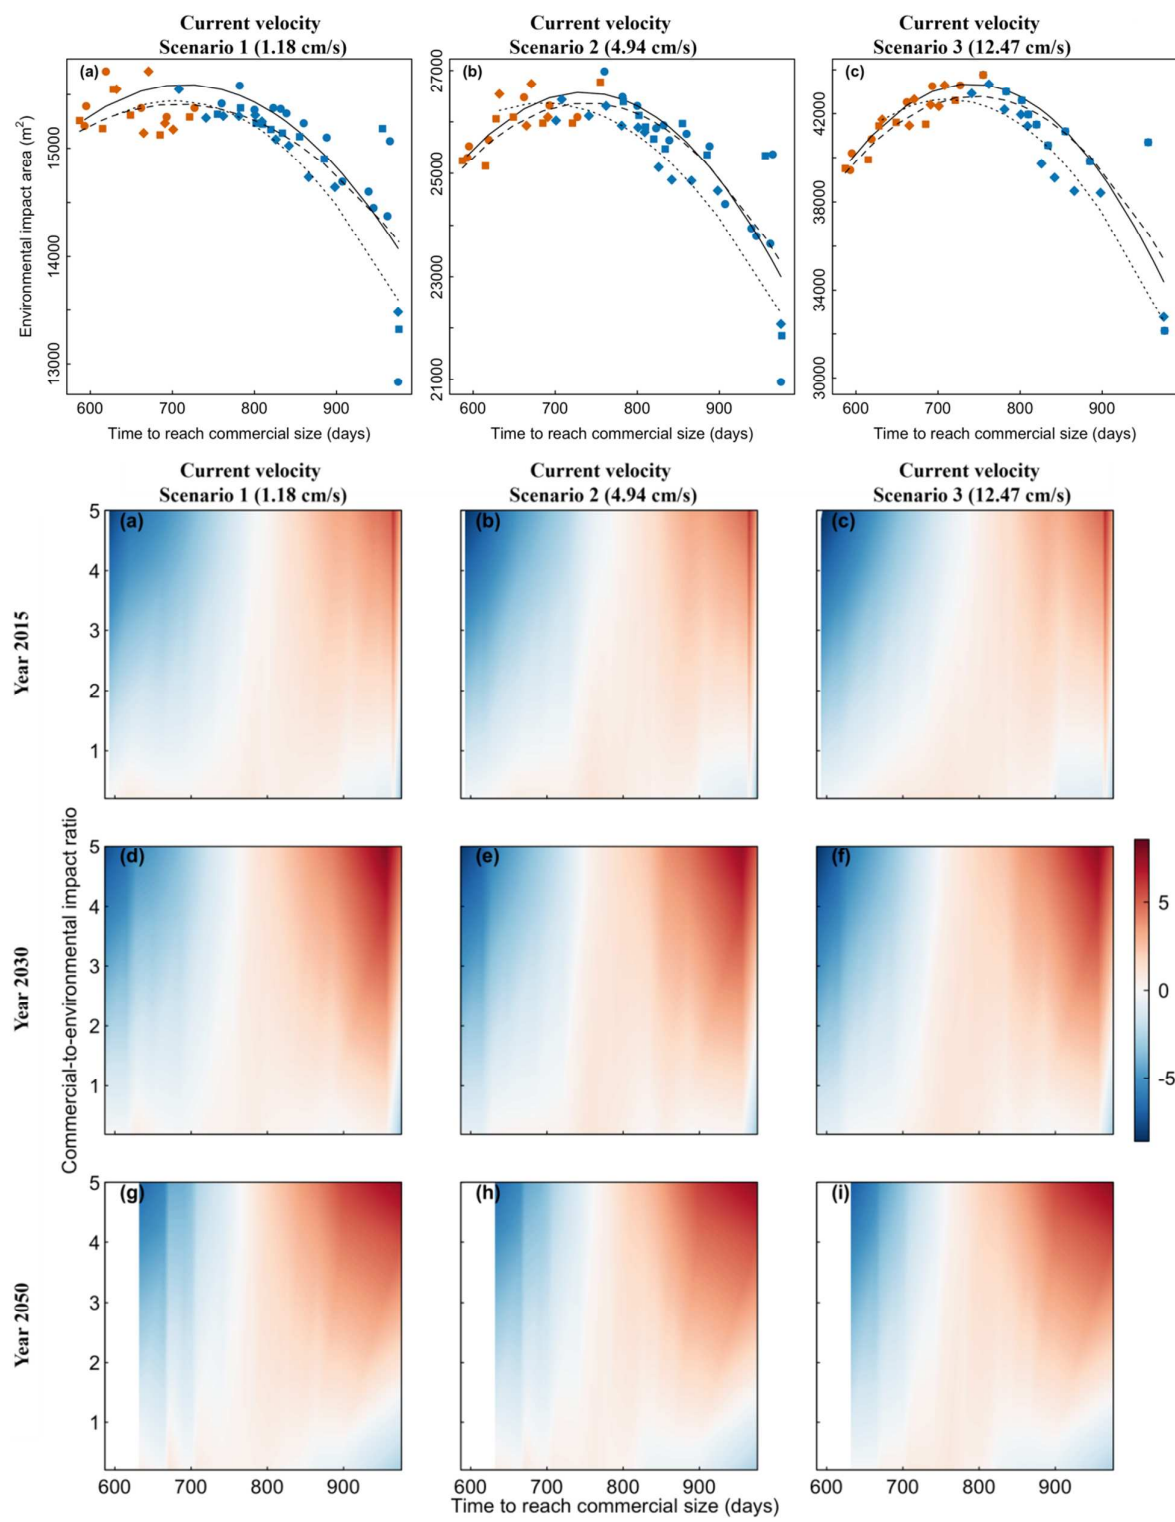 Current velocity
Scenario 1 (1.18 cm/s)
Current velocity
Scenario 2 (4.94 cm/s)
Current velocity
Scenario 3 (12.47 cm/s)
(a)
(b)
(c)
Environmental impact area (m²)
15000
14000
13000
27000
25000
23000
21000
42000
38000
34000
30000
600 700 800 900
600 700 800 900
600 700 800 900
Time to reach commercial size (days)
Time to reach commercial size (days)
Time to reach commercial size (days)
Current velocity
Scenario 1 (1.18 cm/s)
Current velocity
Scenario 2 (4.94 cm/s)
Current velocity
Scenario 3 (12.47 cm/s)
Year 2015
5
4
3
2
1
(a)
(b)
(c)
Commercial-to-environmental impact ratio
Year 2030
5
4
3
2
1
(d)
(e)
(f)
5
0
-5
Year 2050
5
4
3
2
1
(g)
(h)
(i)
600 700 800 900
600 700 800 900
600 700 800 900
Time to reach commercial size (days)